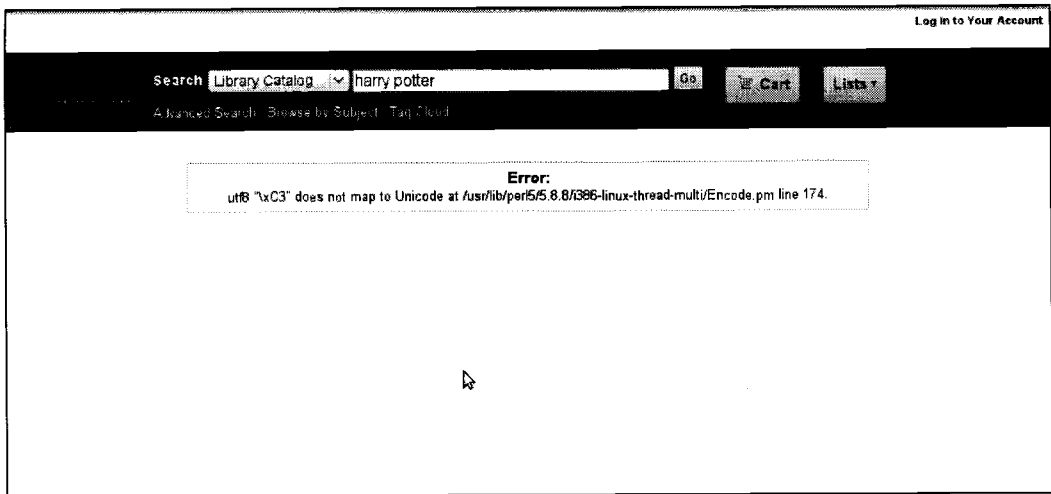 Log in to Your Account
Search Library Catalog harry potter Go Cart Lists
Advanced Search Browse by Subject Tag Cloud
Error:
utf8 "\xC3" does not map to Unicode at /usr/lib/perl5/5.8.8/i386-linux-thread-multi/Encode.pm line 174.